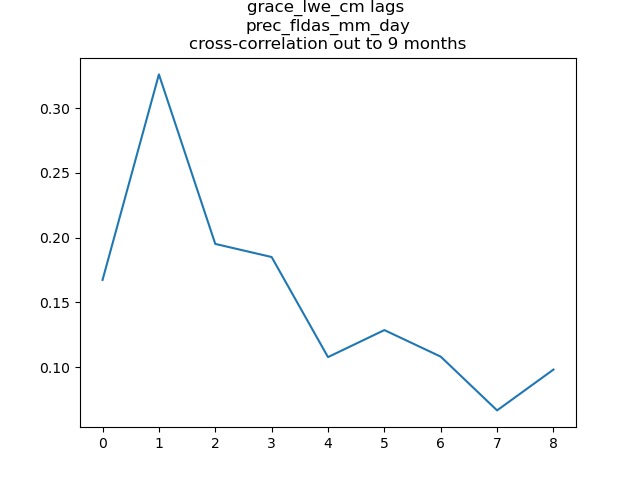 grace_lwe_cm lags
prec_fldas_mm_day
cross-correlation out to 9 months
0.30
0.25
0.20
0.15
0.10
0 1 2 3 4 5 6 7 8